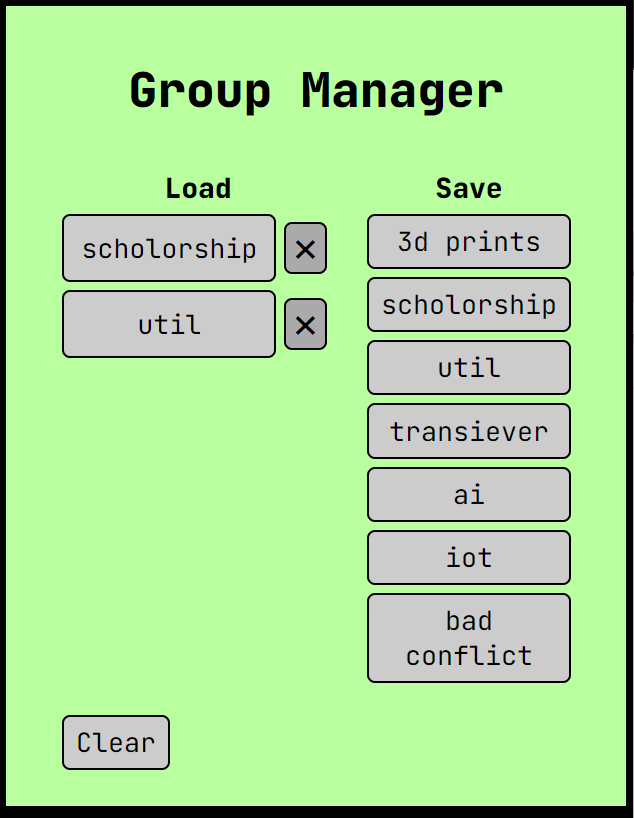 Group Manager
Load
scholorship ✕
util ✕
Save
3d prints
scholorship
util
transiever
ai
iot
bad
conflict
Clear